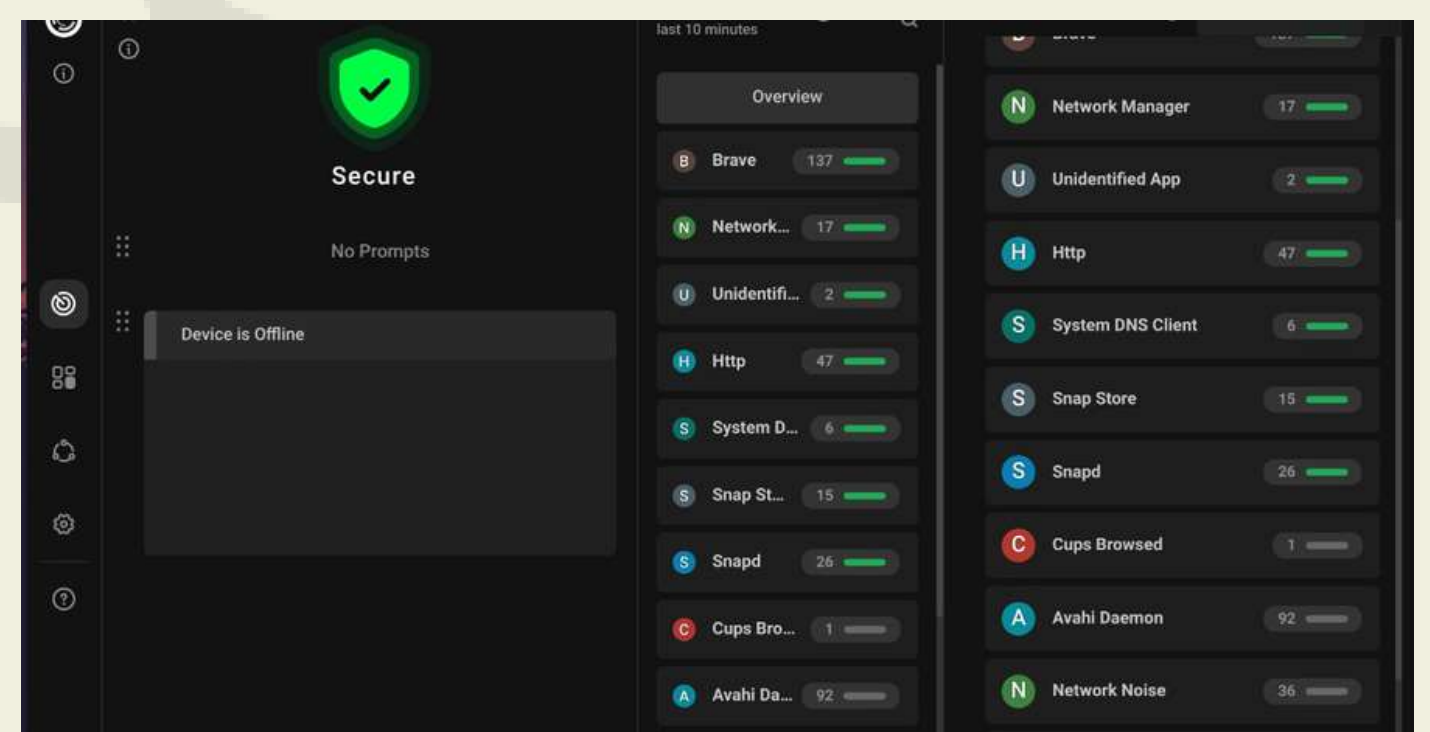 last 10 minutes
Secure
No Prompts
Device is Offline
Overview
B Brave 137
N Network... 17
U Unidentifi... 2
H Http 47
S System D... 6
S Snap St... 15
S Snapd 26
C Cups Bro... 1
A Avahi Da... 92
N Network Manager 17
U Unidentified App 2
H Http 47
S System DNS Client 6
S Snap Store 15
S Snapd 26
C Cups Browsed 1
A Avahi Daemon 92
N Network Noise 36